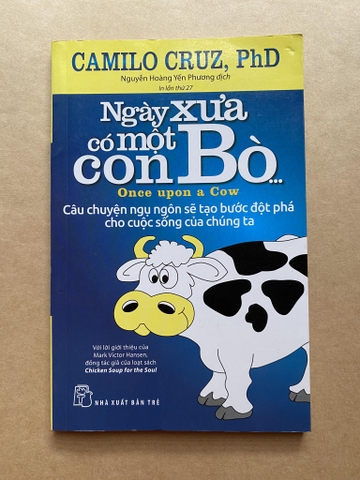 CAMILO CRUZ, PhD
Nguyễn Hoàng Yến Phương dịch
In lần thứ 27
Ngày xưa
có một
con Bò...
Once upon a Cow
Câu chuyện ngụ ngôn sẽ tạo bước đột phá
cho cuộc sống của chúng ta
Với lời giới thiệu của
Mark Victor Hansen,
đồng tác giả của loạt sách
Chicken Soup for the Soul
NHÀ XUẤT BẢN TRẺ